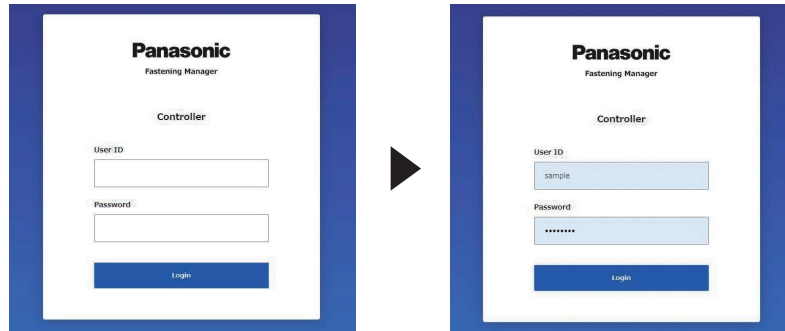 Panasonic
Fastening Manager
Controller
User ID
Password
Login
Panasonic
Fastening Manager
Controller
User ID
sample
Password
••••••••
Login